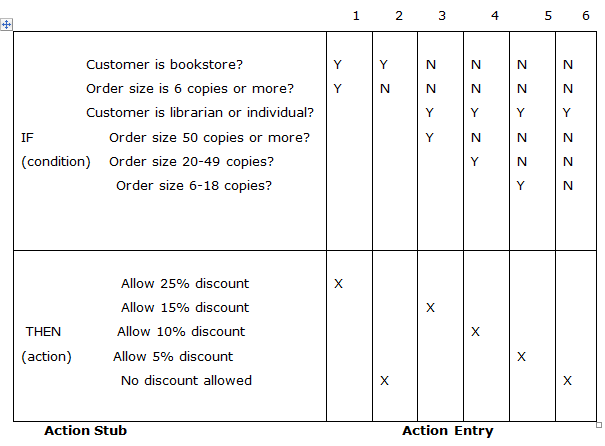 1 2 3 4 5 6
Customer is bookstore? Y Y N N N N
Order size is 6 copies or more? Y N N N N N
Customer is librarian or individual? Y Y Y Y
IF Order size 50 copies or more? Y N N N
(condition) Order size 20-49 copies? Y N N
Order size 6-18 copies? Y N
Allow 25% discount X
Allow 15% discount X
THEN Allow 10% discount X
(action) Allow 5% discount X
No discount allowed X X
Action Stub Action Entry